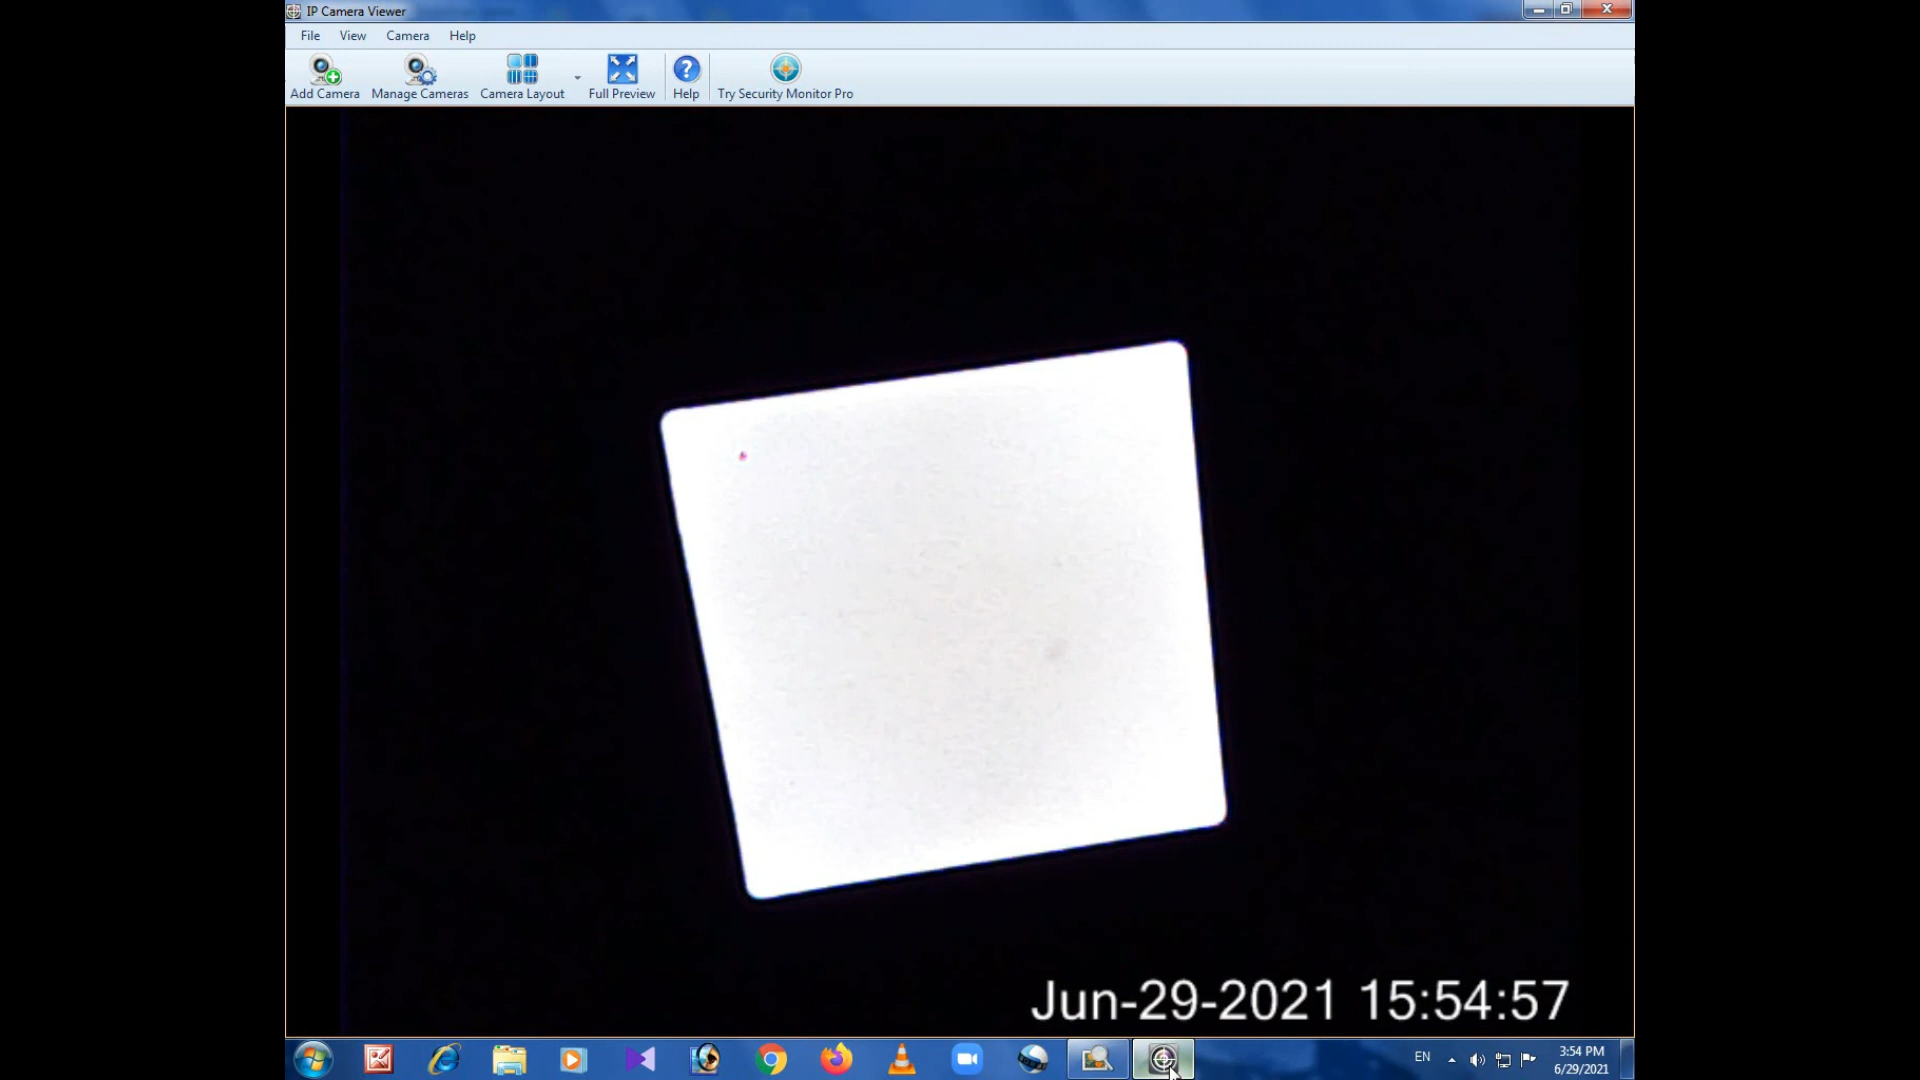 IP Camera Viewer
File View Camera Help
Add Camera Manage Cameras Camera Layout Full Preview Help Try Security Monitor Pro
Jun-29-2021 15:54:57
EN
3:54 PM
6/29/2021